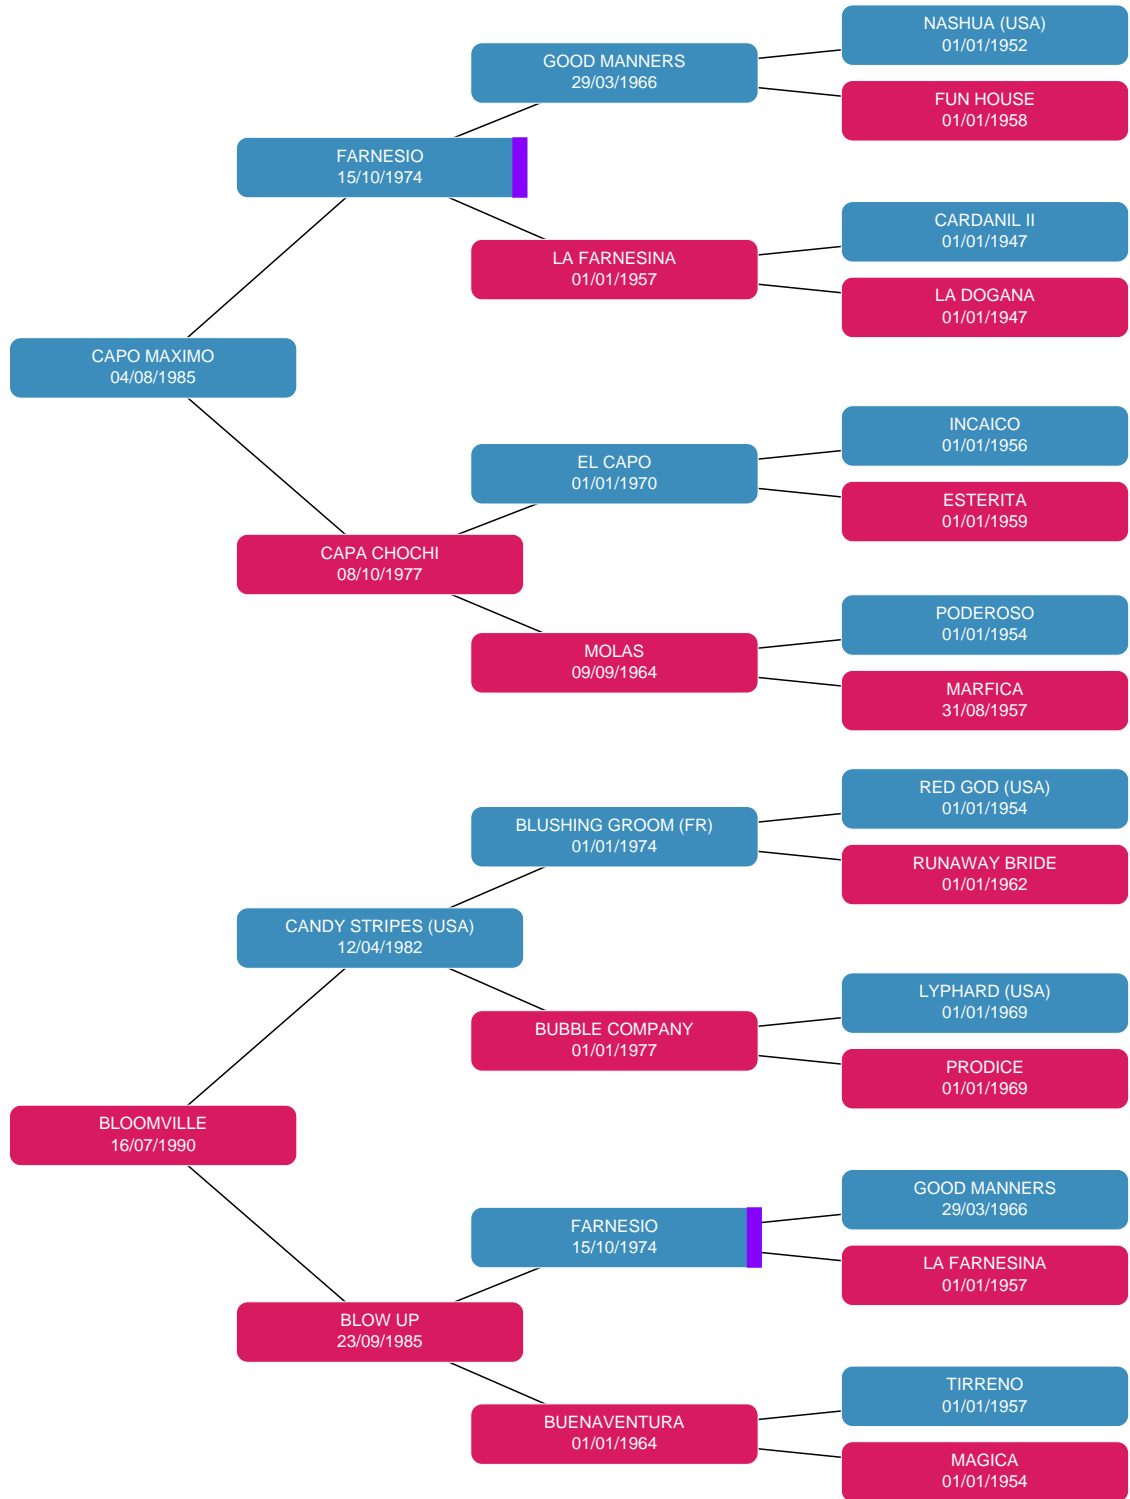 NASHUA (USA)
01/01/1952
GOOD MANNERS
29/03/1966
FUN HOUSE
01/01/1958
FARNESIO
15/10/1974
CARDANIL II
01/01/1947
LA FARNESINA
01/01/1957
LA DOGANA
01/01/1947
CAPO MAXIMO
04/08/1985
INCAICO
01/01/1956
EL CAPO
01/01/1970
ESTERITA
01/01/1959
CAPA CHOCHI
08/10/1977
PODEROSO
01/01/1954
MOLAS
09/09/1964
MARFICA
31/08/1957
RED GOD (USA)
01/01/1954
BLUSHING GROOM (FR)
01/01/1974
RUNAWAY BRIDE
01/01/1962
CANDY STRIPES (USA)
12/04/1982
LYPHARD (USA)
01/01/1969
BUBBLE COMPANY
01/01/1977
PRODICE
01/01/1969
BLOOMVILLE
16/07/1990
GOOD MANNERS
29/03/1966
FARNESIO
15/10/1974
LA FARNESINA
01/01/1957
BLOW UP
23/09/1985
TIRRENO
01/01/1957
BUENAVENTURA
01/01/1964
MAGICA
01/01/1954